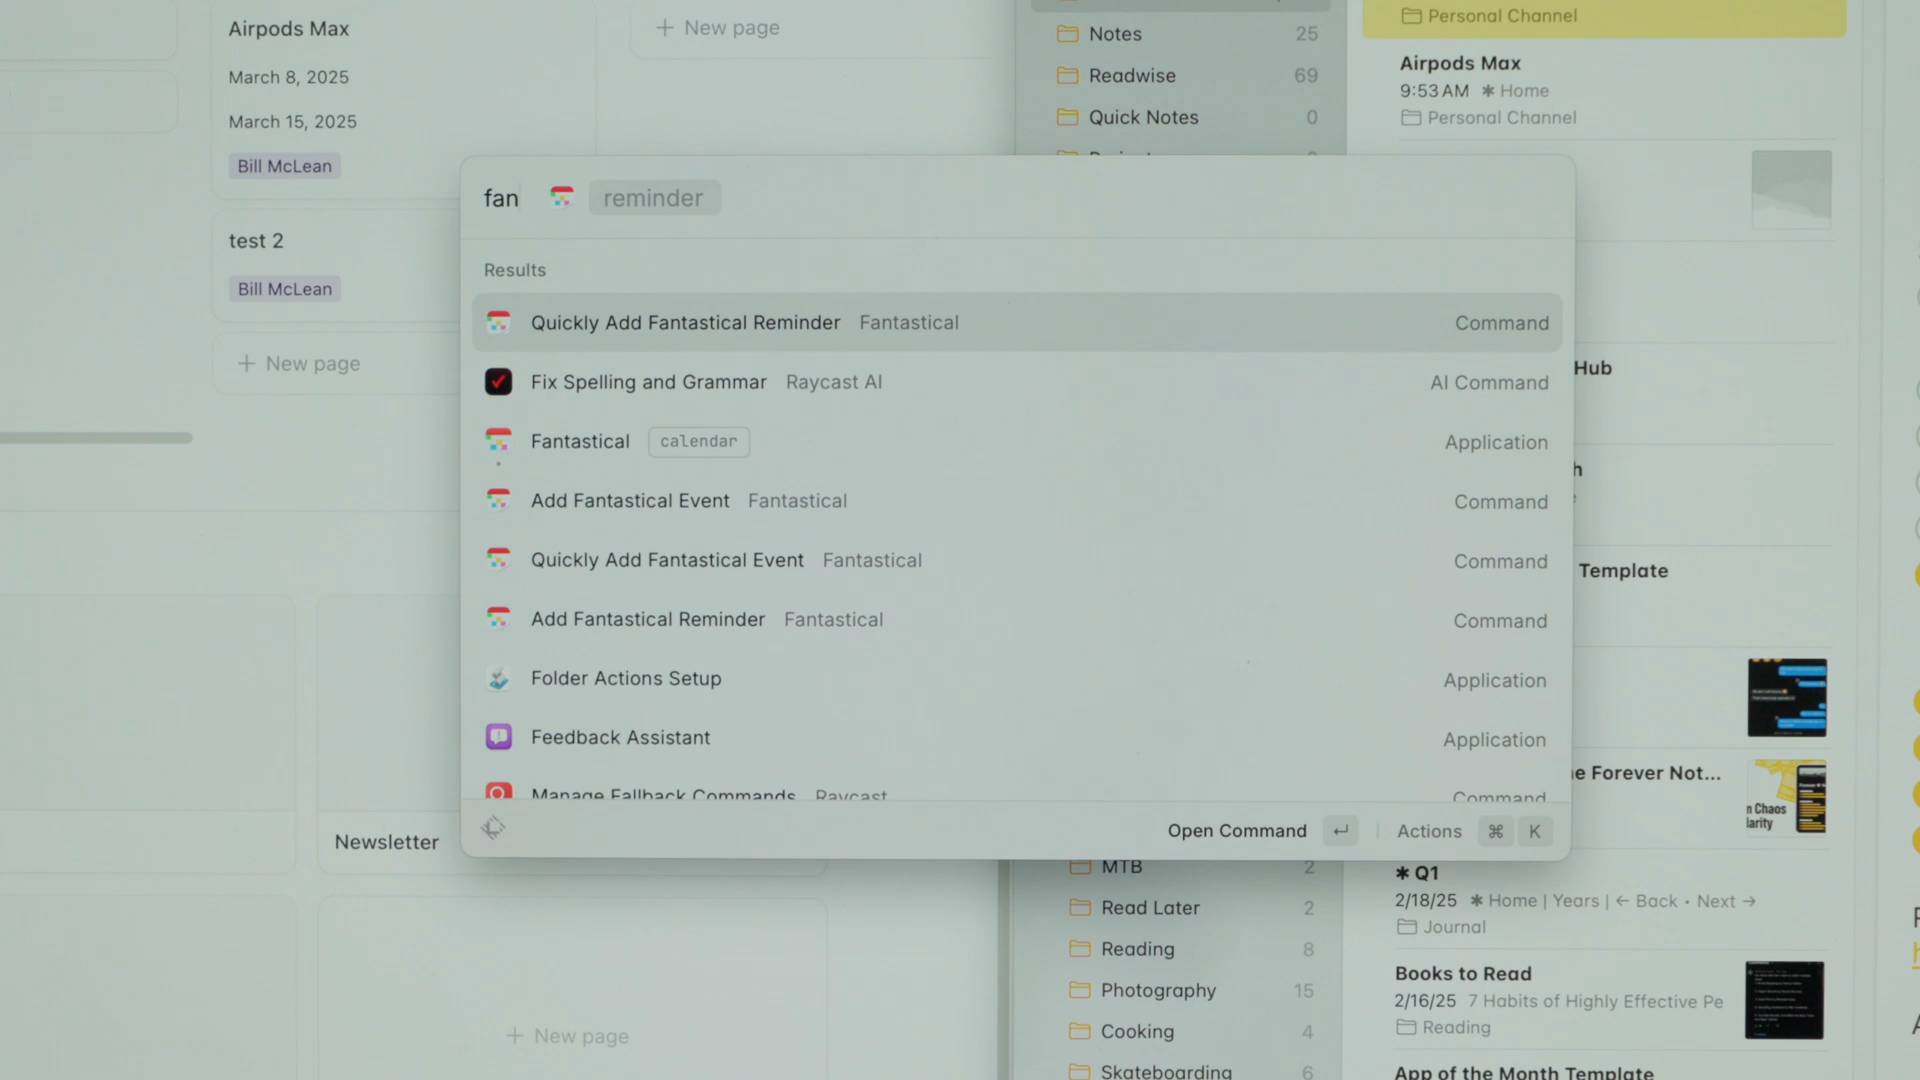 Airpods Max
March 8, 2025
March 15, 2025
Bill McLean
test 2
Bill McLean
+ New page
+ New page
Notes 25
Readwise 69
Quick Notes 0
Personal Channel
Airpods Max
9:53 AM ✱ Home
Personal Channel
fan reminder
Results
Quickly Add Fantastical Reminder Fantastical Command
Fix Spelling and Grammar Raycast AI AI Command
Fantastical calendar Application
Add Fantastical Event Fantastical Command
Quickly Add Fantastical Event Fantastical Command
Add Fantastical Reminder Fantastical Command
Folder Actions Setup Application
Feedback Assistant Application
Manage Fallback Commands Raycast Command
Open Command ↵ Actions ⌘ K
Hub
Template
e Forever Not...
n Chaos
larity
Newsletter
+ New page
MTB 2
Read Later 2
Reading 8
Photography 15
Cooking 4
Skateboarding 6
✱ Q1
2/18/25 ✱ Home | Years | ← Back • Next →
Journal
Books to Read
2/16/25 7 Habits of Highly Effective Pe
Reading
App of the Month Template